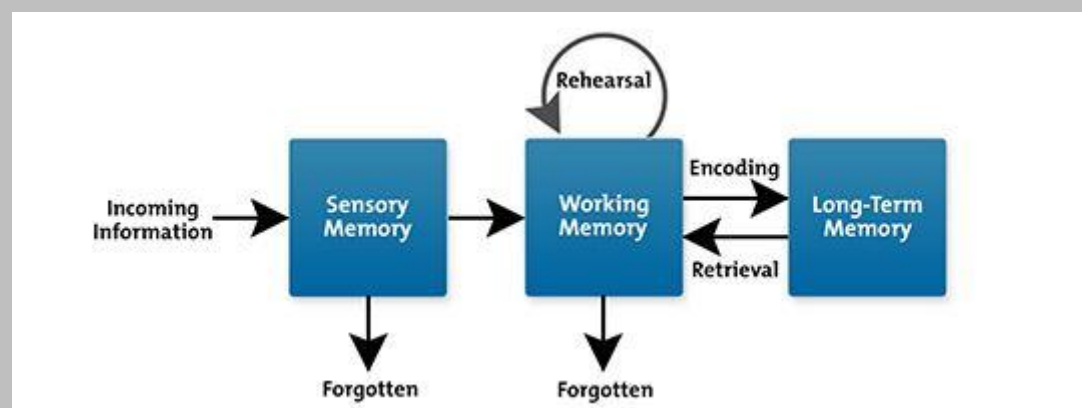 Rehearsal
Incoming
Information
Sensory
Memory
Working
Memory
Encoding
Retrieval
Long-Term
Memory
Forgotten
Forgotten